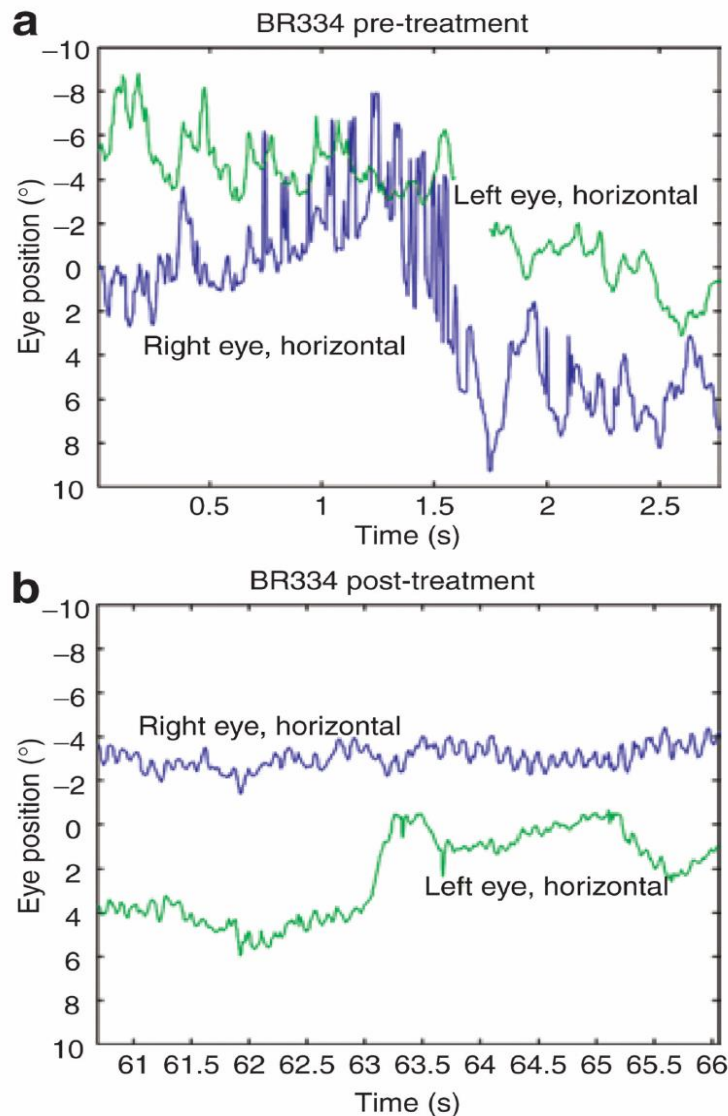 a
BR334 pre-treatment
–10
–8
–6
–4
–2
0
2
4
6
8
10
Eye position (°)
Left eye, horizontal
Right eye, horizontal
0.5 1 1.5 2 2.5
Time (s)
b
BR334 post-treatment
–10
–8
–6
–4
–2
0
2
4
6
8
10
Eye position (°)
Right eye, horizontal
Left eye, horizontal
61 61.5 62 62.5 63 63.5 64 64.5 65 65.5 66
Time (s)